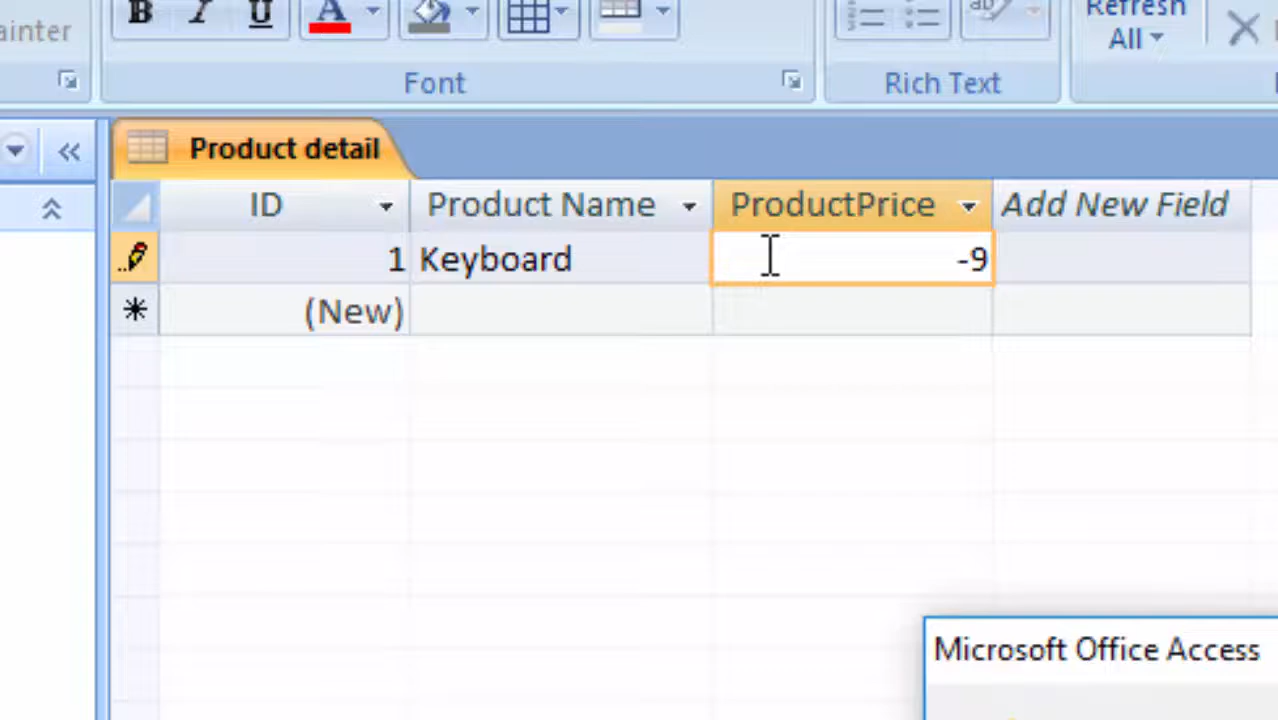 ainter
B I U A
ab
Refresh
All
Font
Rich Text
Product detail
ID Product Name ProductPrice Add New Field
1 Keyboard -9
(New)
Microsoft Office Access